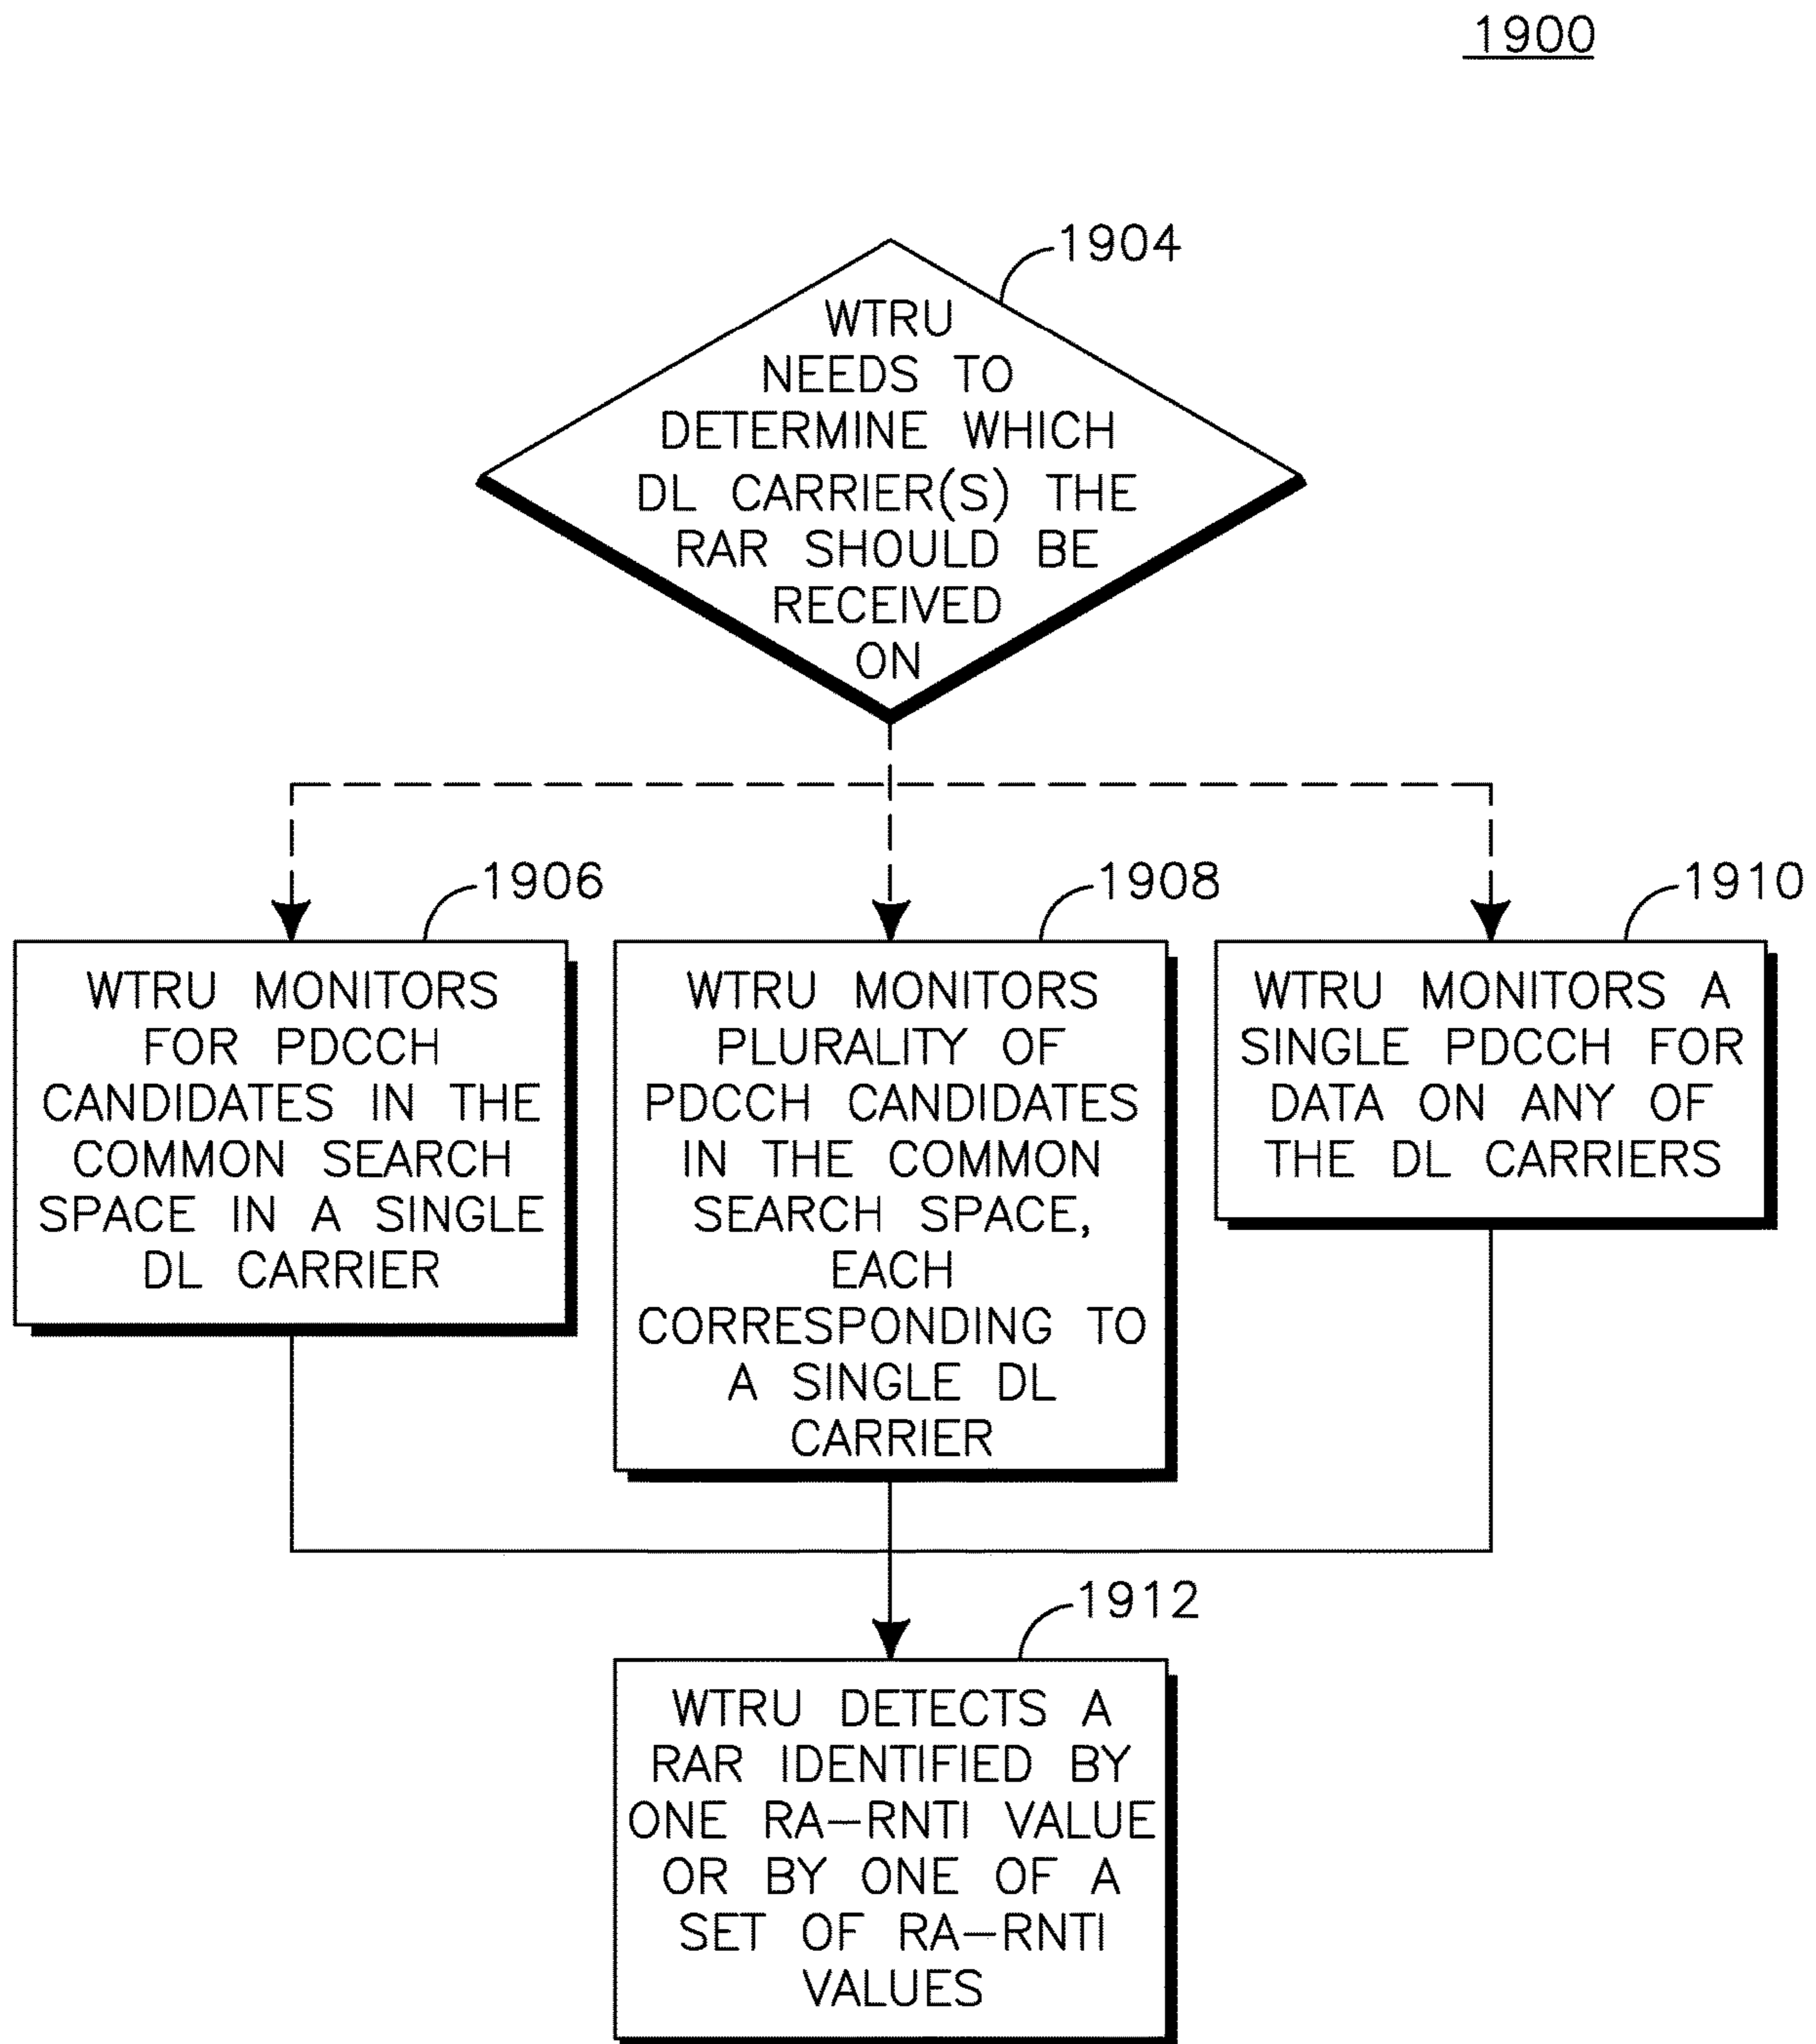 1900
1904
WTRU
NEEDS TO
DETERMINE WHICH
DL CARRIER(S) THE
RAR SHOULD BE
RECEIVED
ON
1906
WTRU MONITORS
FOR PDCCH
CANDIDATES IN THE
COMMON SEARCH
SPACE IN A SINGLE
DL CARRIER
1908
WTRU MONITORS
PLURALITY OF
PDCCH CANDIDATES
IN THE COMMON
SEARCH SPACE,
EACH
CORRESPONDING TO
A SINGLE DL
CARRIER
1910
WTRU MONITORS A
SINGLE PDCCH FOR
DATA ON ANY OF
THE DL CARRIERS
1912
WTRU DETECTS A
RAR IDENTIFIED BY
ONE RA-RNTI VALUE
OR BY ONE OF A
SET OF RA-RNTI
VALUES